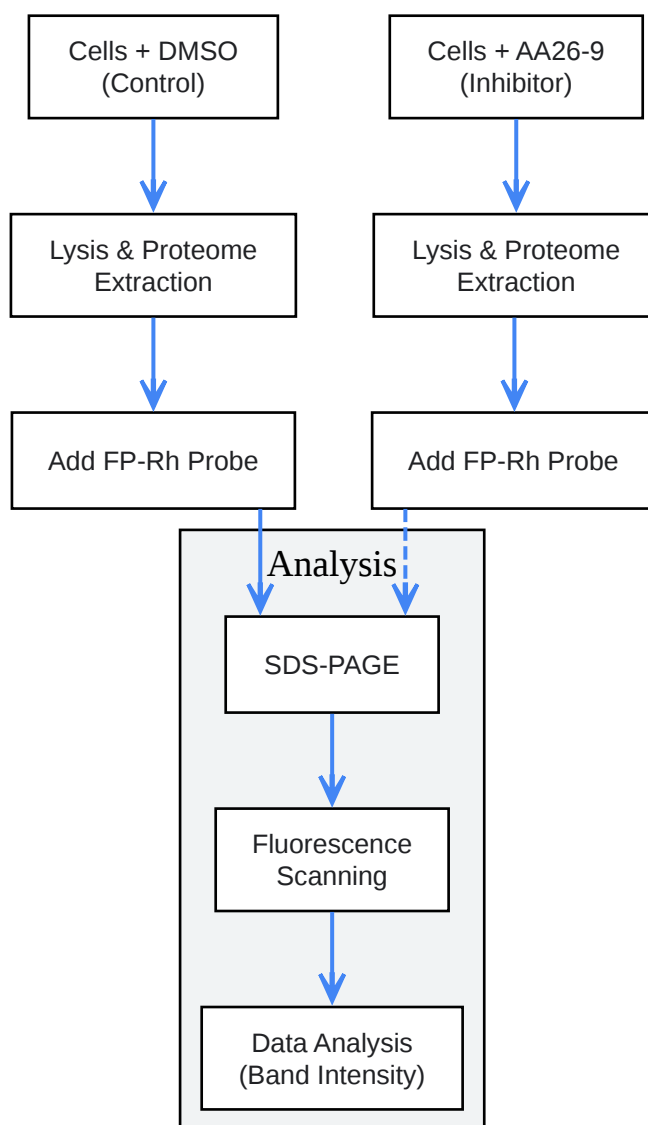 Cells + DMSO
(Control)
Cells + AA26-9
(Inhibitor)
Lysis & Proteome
Extraction
Lysis & Proteome
Extraction
Add FP-Rh Probe
Add FP-Rh Probe
Analysis
SDS-PAGE
Fluorescence
Scanning
Data Analysis
(Band Intensity)